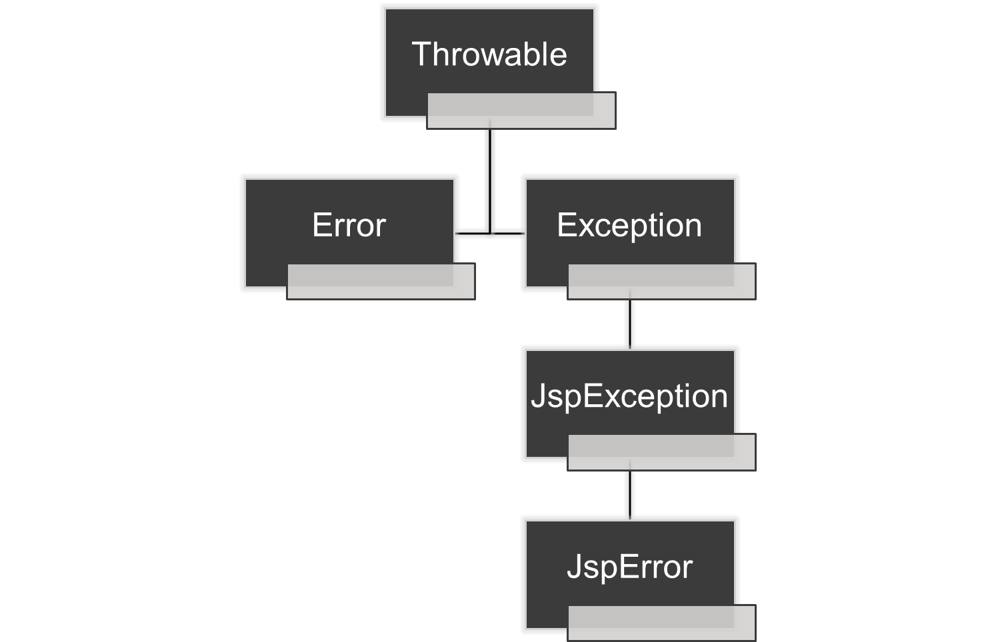 Throwable
Error
Exception
JspException
JspError